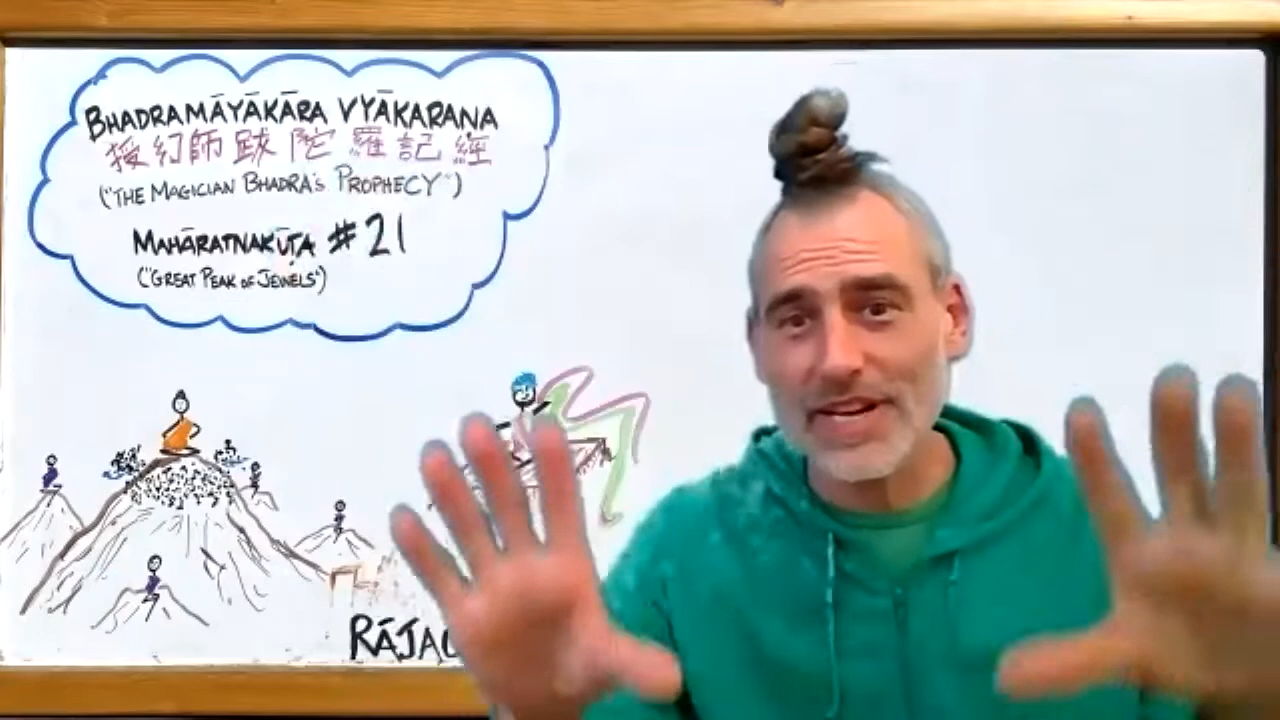 BHADRAMĀYĀKĀRA VYĀKARANA
授幻師跋陀羅記經
("THE MAGICIAN BHADRA'S PROPHECY")
MAHĀRATNAKŪṬA #21
("GREAT PEAK OF JEWELS")
RĀJAG